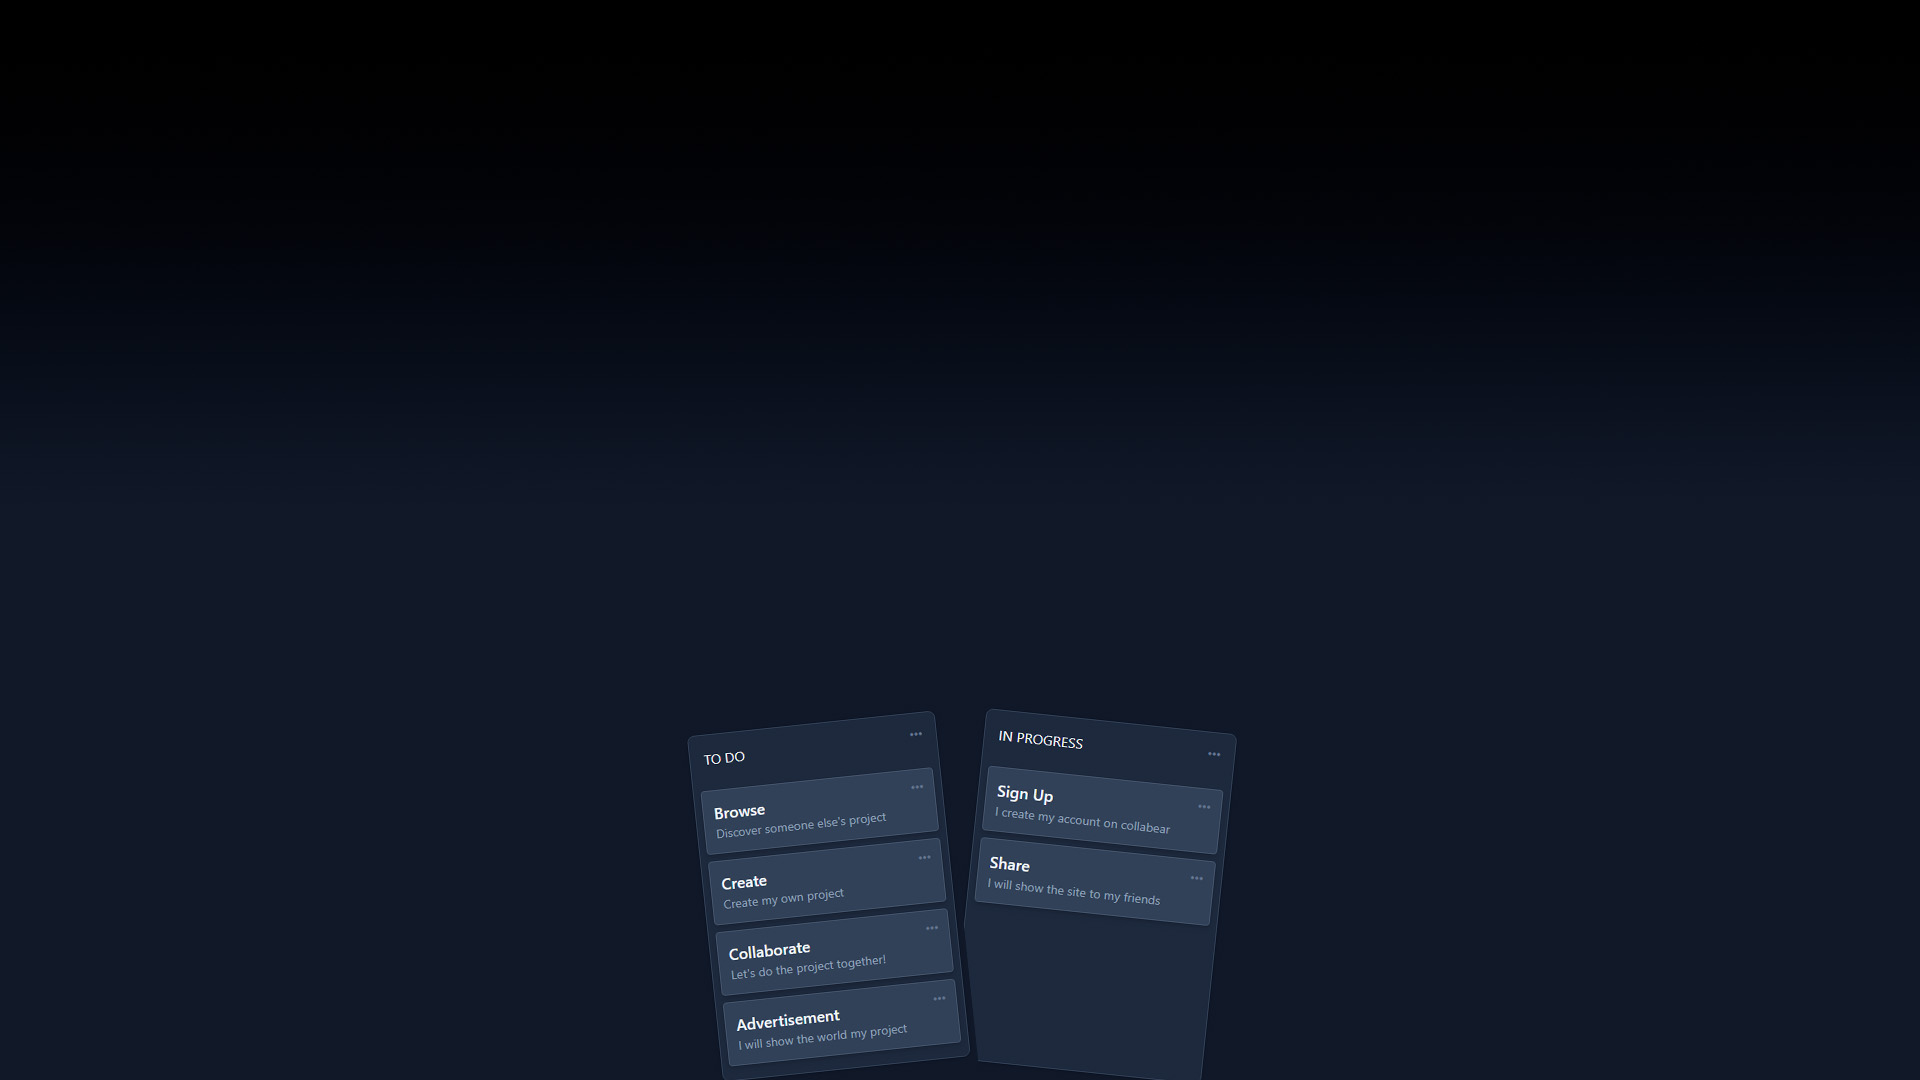 TO DO
Browse
Discover someone else's project
Create
Create my own project
Collaborate
Let's do the project together!
Advertisement
I will show the world my project
IN PROGRESS
Sign Up
I create my account on collabear
Share
I will show the site to my friends